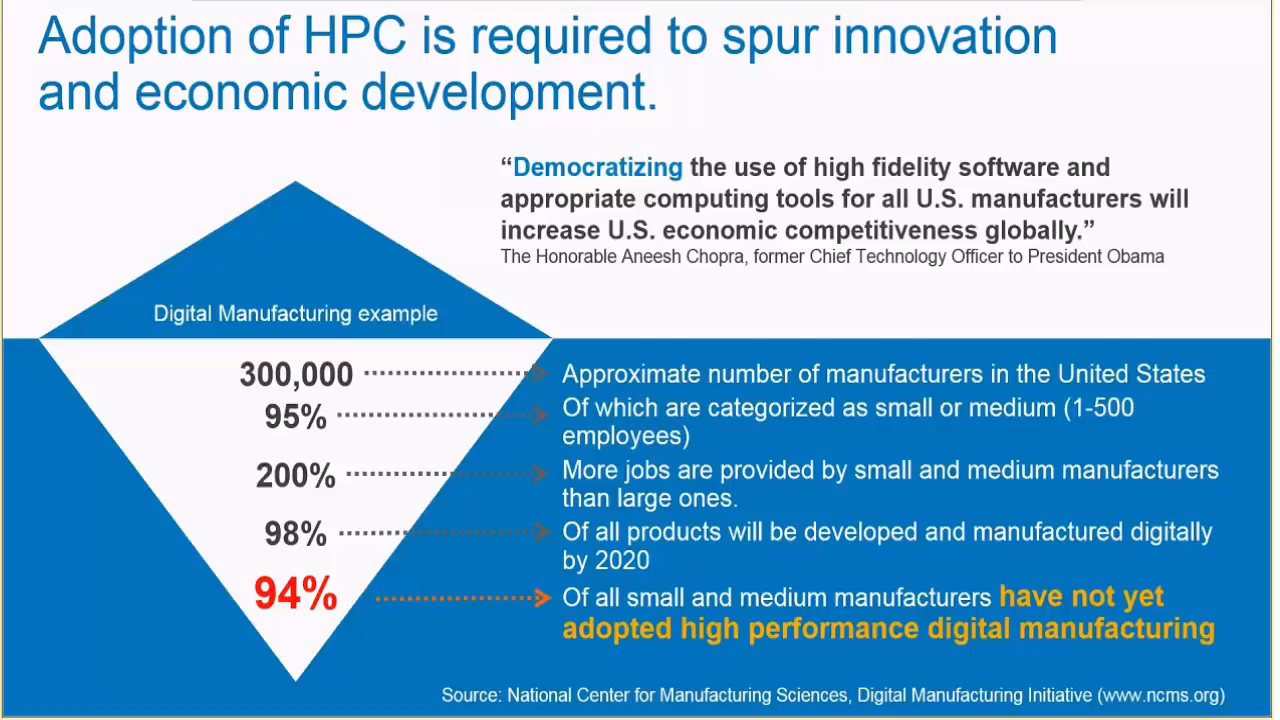 Adoption of HPC is required to spur innovation
and economic development.
“Democratizing the use of high fidelity software and
appropriate computing tools for all U.S. manufacturers will
increase U.S. economic competitiveness globally.”
The Honorable Aneesh Chopra, former Chief Technology Officer to President Obama
Digital Manufacturing example
300,000 Approximate number of manufacturers in the United States
95% Of which are categorized as small or medium (1-500
employees)
200% More jobs are provided by small and medium manufacturers
than large ones.
98% Of all products will be developed and manufactured digitally
by 2020
94% Of all small and medium manufacturers have not yet
adopted high performance digital manufacturing
Source: National Center for Manufacturing Sciences, Digital Manufacturing Initiative (www.ncms.org)